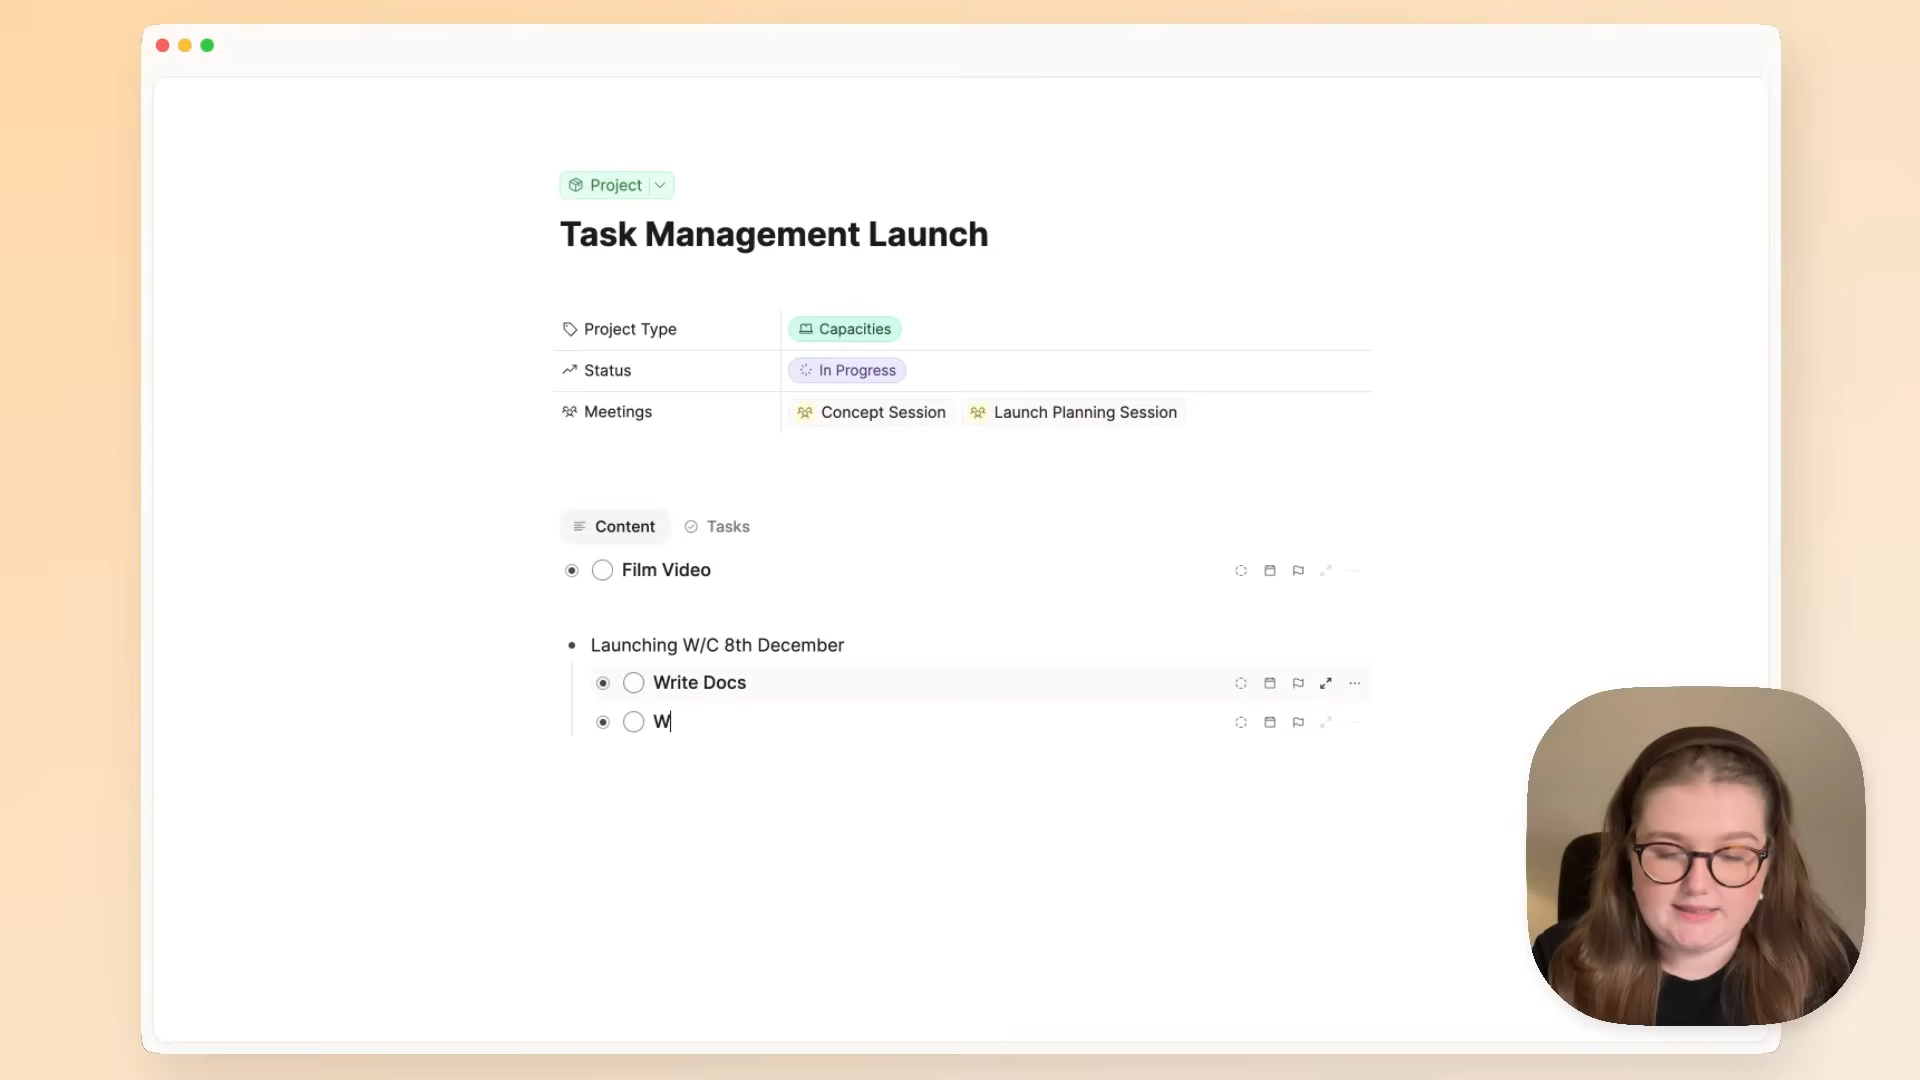 Project
Task Management Launch
Project Type Capacities
Status In Progress
Meetings Concept Session Launch Planning Session
Content Tasks
Film Video
Launching W/C 8th December
Write Docs
W